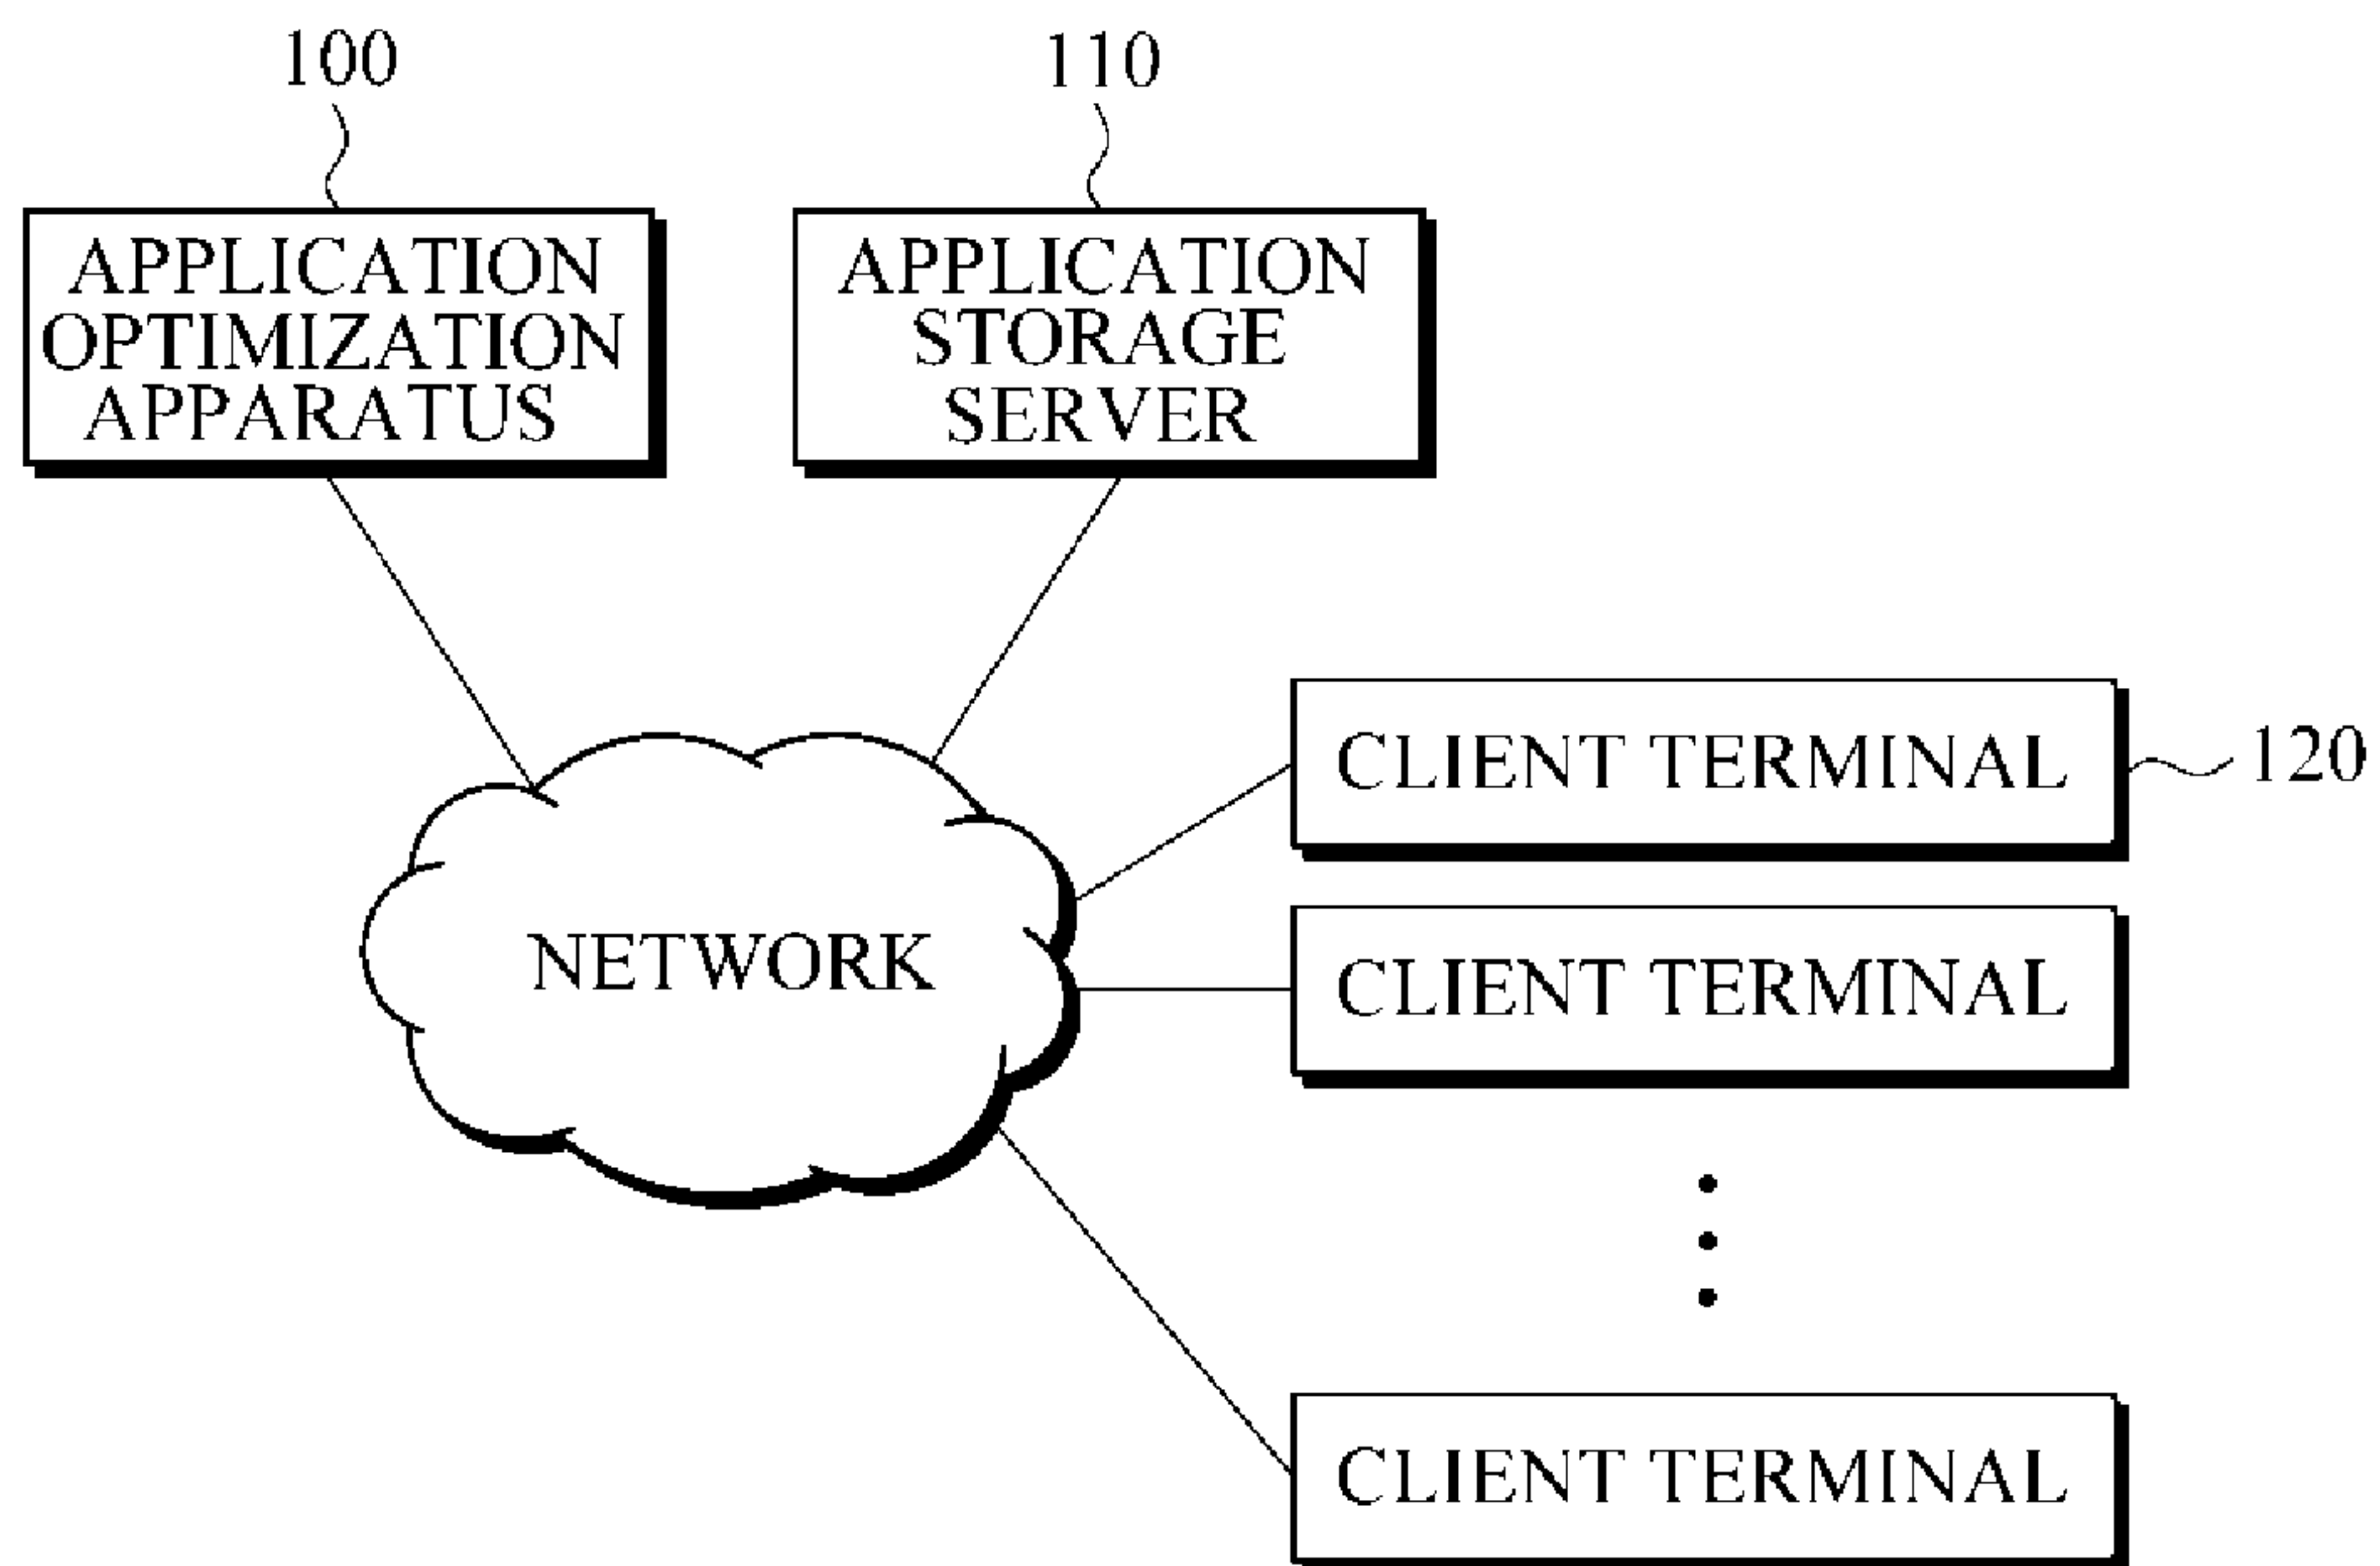 100
110
APPLICATION
OPTIMIZATION
APPARATUS
APPLICATION
STORAGE
SERVER
CLIENT TERMINAL
120
NETWORK
CLIENT TERMINAL
CLIENT TERMINAL